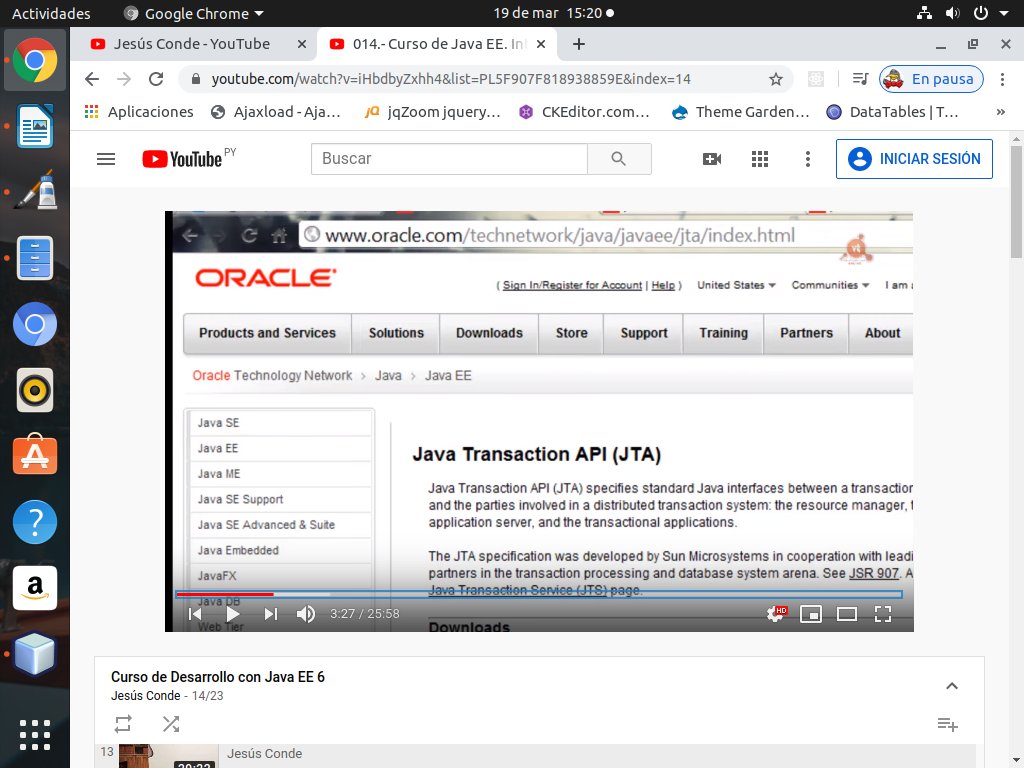 Actividades
Google Chrome
19 de mar 15:20
Jesús Conde - YouTube
014.- Curso de Java EE. In
youtube.com/watch?v=iHbdbyZxhh4&list=PL5F907F818938859E&index=14
En pausa
Aplicaciones
Ajaxload - Aja...
jqZoom jquery...
CKEditor.com...
Theme Garden...
DataTables | T...
YouTube PY
Buscar
INICIAR SESIÓN
www.oracle.com/technetwork/java/javaee/jta/index.html
vt
ORACLE
( Sign In/Register for Account | Help ) United States Communities I am
Products and Services Solutions Downloads Store Support Training Partners About
Oracle Technology Network > Java > Java EE
Java SE
Java EE
Java ME
Java SE Support
Java SE Advanced & Suite
Java Embedded
JavaFX
Java DB
Web Tier
Java Transaction API (JTA)
Java Transaction API (JTA) specifies standard Java interfaces between a transaction
and the parties involved in a distributed transaction system: the resource manager,
application server, and the transactional applications.
The JTA specification was developed by Sun Microsystems in cooperation with leadi
partners in the transaction processing and database system arena. See JSR 907. A
Java Transaction Service (JTS) page.
Downloads
3:27 / 25:58
HD
Curso de Desarrollo con Java EE 6
Jesús Conde - 14/23
13
Jesús Conde